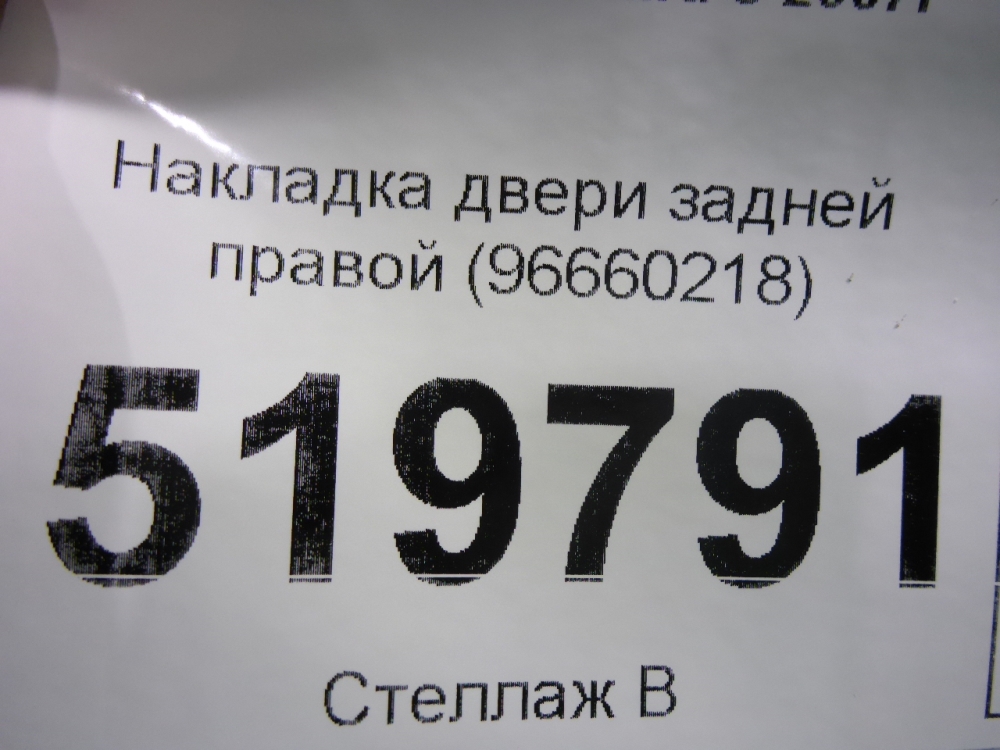 Накладка двери задней
правой (96660218)
519791
Стеллаж В